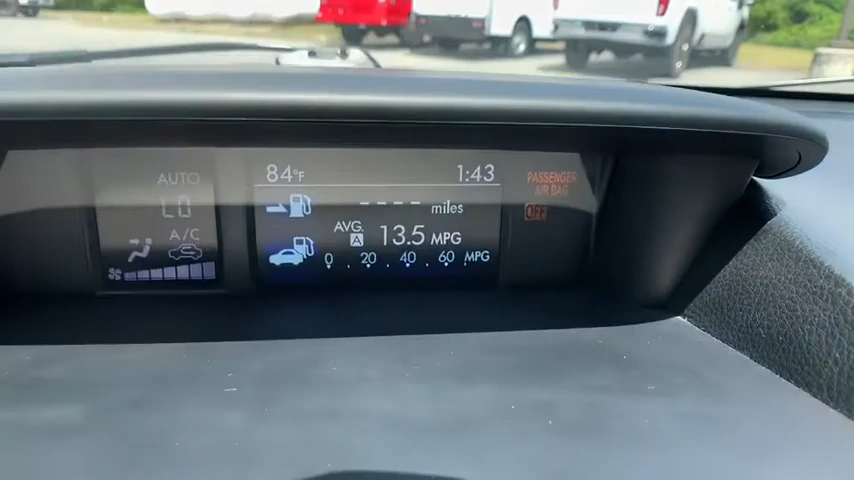 AUTO
LO
A/C
84°F 1:43
---- miles
AVG. A 13.5 MPG
0 . 20 . 40 . 60 . MPG
PASSENGER
AIR BAG
OFF